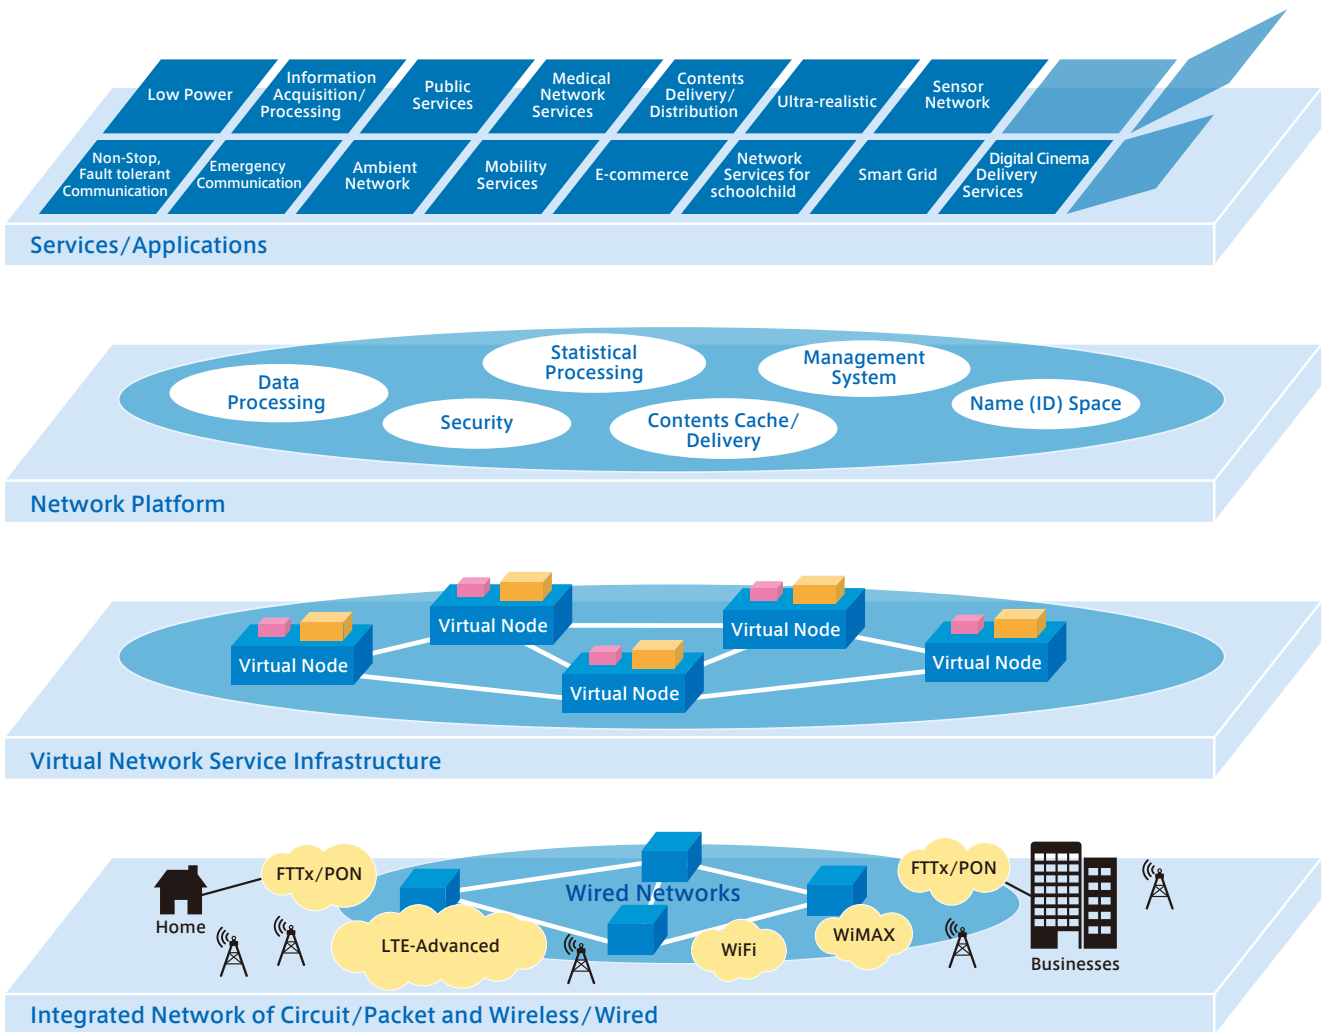 Low Power
Information
Acquisition/
Processing
Public
Services
Medical
Network
Services
Contents
Delivery/
Distribution
Ultra-realistic
Sensor
Network
Non-Stop,
Fault tolerant
Communication
Emergency
Communication
Ambient
Network
Mobility
Services
E-commerce
Network
Services for
schoolchild
Smart Grid
Digital Cinema
Delivery
Services
Services/Applications
Data
Processing
Statistical
Processing
Management
System
Security
Contents Cache/
Delivery
Name (ID) Space
Network Platform
Virtual Node
Virtual Node
Virtual Node
Virtual Node
Virtual Node
Virtual Network Service Infrastructure
FTTx/PON
FTTx/PON
Wired Networks
Home
LTE-Advanced
WiFi
WiMAX
Businesses
Integrated Network of Circuit/Packet and Wireless/Wired